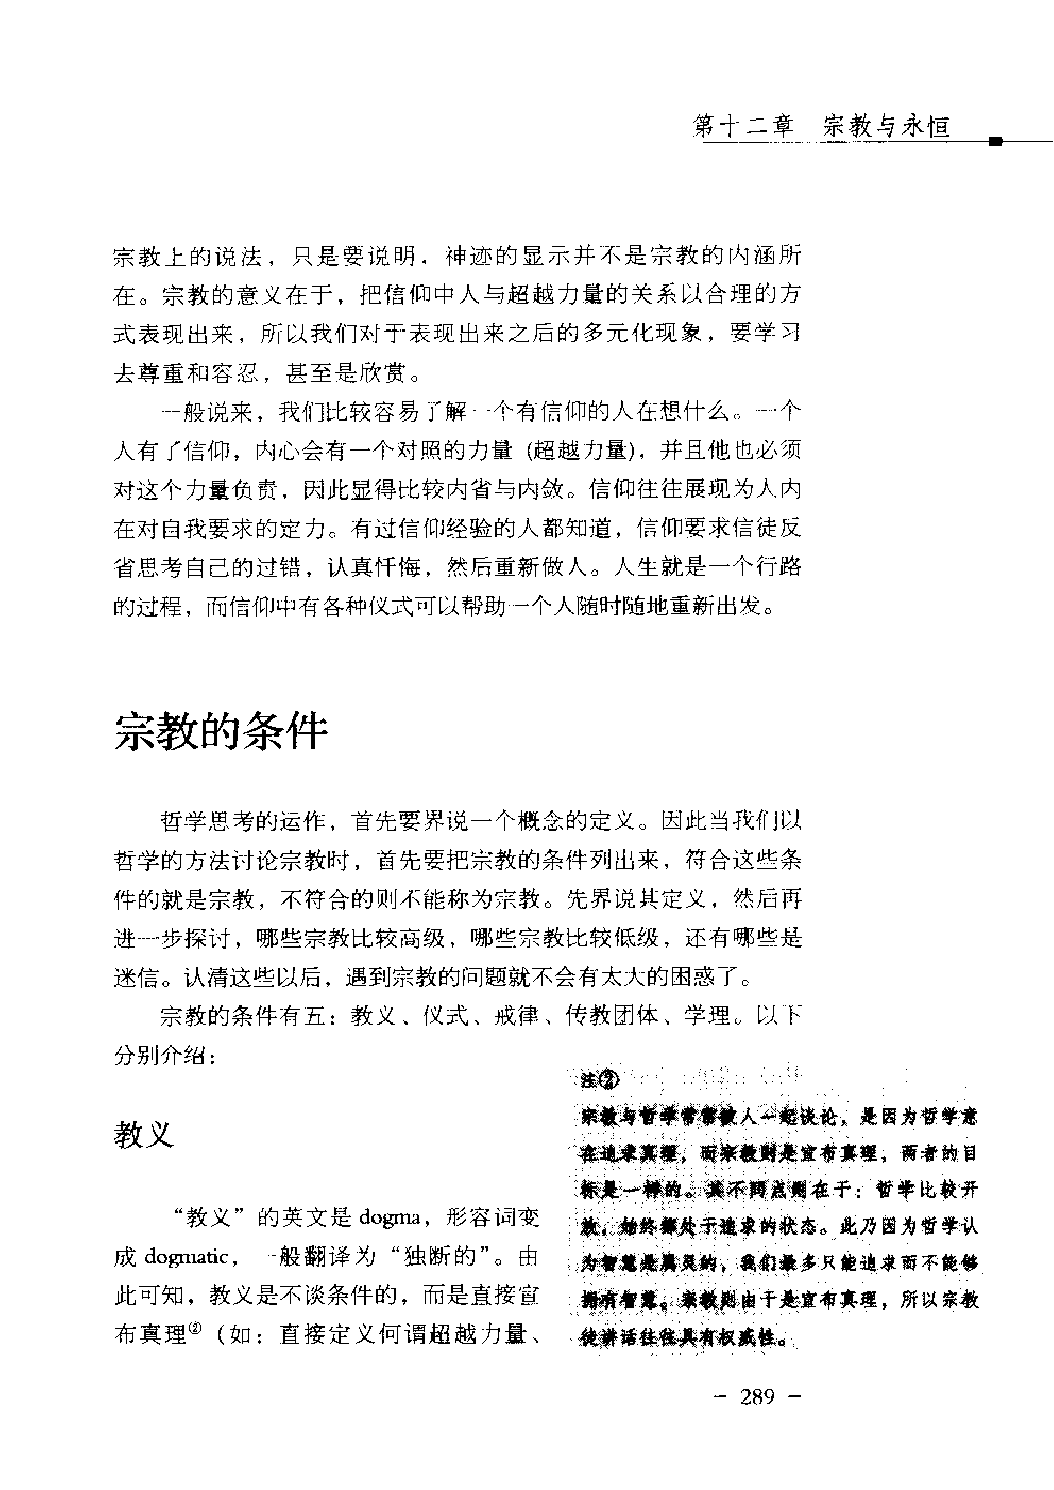 第十二章 宗教与永恒
宗教上的说法，只是要说明，神迹的显示并不是宗教的内涵所
在。宗教的意义在于，把信仰中人与超越力量的关系以合理的方
式表现出来，所以我们对于表现出来之后的多元化现象，要学习
去尊重和容忍，甚至是欣赏。
一般说来，我们比较容易了解一个有信仰的人在想什么。一个
人有了信仰，内心会有一个对照的力量（超越力量），并且他也必须
对这个力量负责，因此显得比较内省与内敛。信仰往往展现为人内
在对自我要求的定力。有过信仰经验的人都知道，信仰要求信徒反
省思考自己的过错，认真忏悔，然后重新做人。人生就是一个行路
的过程，而信仰中有各种仪式可以帮助一个人随时随地重新出发。
宗教的条件
哲学思考的运作，首先要界说一个概念的定义。因此当我们以
哲学的方法讨论宗教时，首先要把宗教的条件列出来，符合这些条
件的就是宗教，不符合的则不能称为宗教。先界说其定义，然后再
进一步探讨，哪些宗教比较高级，哪些宗教比较低级，还有哪些是
迷信。认清这些以后，遇到宗教的问题就不会有太大的困惑了。
宗教的条件有五：教义、仪式、戒律、传教团体、学理。以下
分别介绍：
教义
“教义”的英文是 dogma，形容词变
成 dogmatic，一般翻译为“独断的”。由
此可知，教义是不谈条件的，而是直接宣
布真理②（如：直接定义何谓超越力量、
注②
宗教与哲学常常被人一起谈论，是因为哲学意
在追求真理，而宗教则是宣布真理，两者的目
标是一样的。其不同点则在于：哲学比较开
放，始终都处于追求的状态。此乃因为哲学认
为智慧是属灵的，我们最多只能追求而不能够
拥有智慧。宗教则由于是宣布真理，所以宗教
徒讲话往往具有权威性。
- 289 -